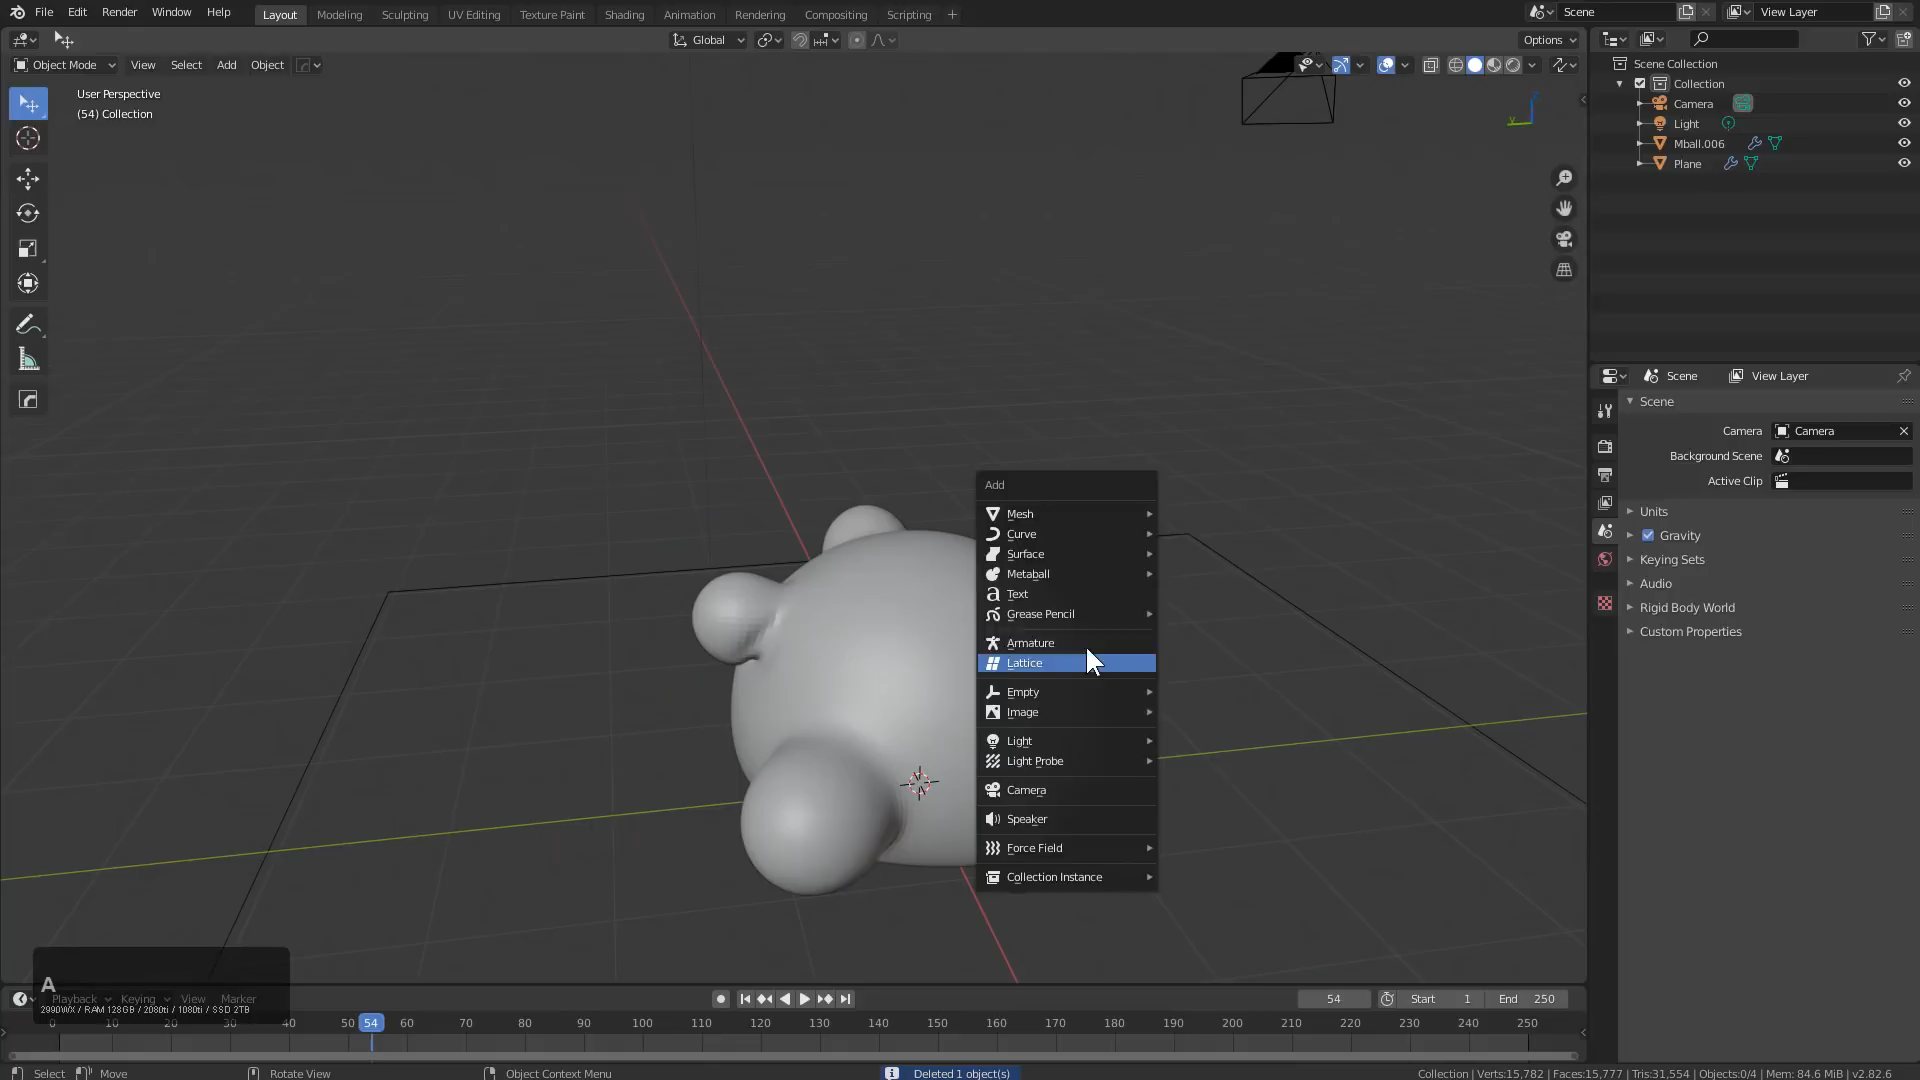 File Edit Render Window Help Layout Modeling Sculpting UV Editing Texture Paint Shading Animation Rendering Compositing Scripting + Scene View Layer
Global Options
Object Mode View Select Add Object
User Perspective
(54) Collection
Scene Collection
Collection
Camera
Light
Mball.006
Plane
Scene View Layer
Scene
Camera Camera
Background Scene
Active Clip
Units
Gravity
Keying Sets
Audio
Rigid Body World
Custom Properties
Add
Mesh
Curve
Surface
Metaball
Text
Grease Pencil
Armature
Lattice
Empty
Image
Light
Light Probe
Camera
Speaker
Force Field
Collection Instance
A
Playback Keying View Marker 54 Start 1 End 250
2990WX / RAM 128GB / 2080ti / 1080ti / SSD 2TB
0 10 20 30 40 50 54 60 70 80 90 100 110 120 130 140 150 160 170 180 190 200 210 220 230 240 250
Select Move Rotate View Object Context Menu Deleted 1 object(s) Collection | Verts:15,782 | Faces:15,777 | Tris:31,554 | Objects:0/4 | Mem: 84.6 MiB | v2.82.6